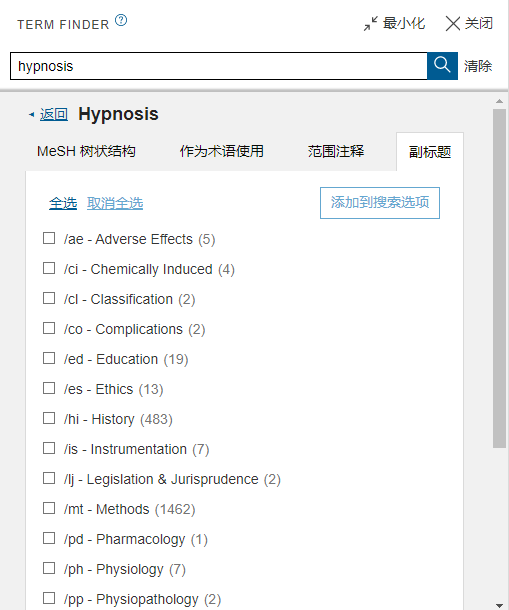 TERM FINDER ? 最小化 关闭
hypnosis 清除
返回 Hypnosis
MeSH 树状结构 作为术语使用 范围注释 副标题
全选 取消全选 添加到搜索选项
/ae - Adverse Effects (5)
/ci - Chemically Induced (4)
/cl - Classification (2)
/co - Complications (2)
/ed - Education (19)
/es - Ethics (13)
/hi - History (483)
/is - Instrumentation (7)
/lj - Legislation & Jurisprudence (2)
/mt - Methods (1462)
/pd - Pharmacology (1)
/ph - Physiology (7)
/pp - Physiopathology (2)